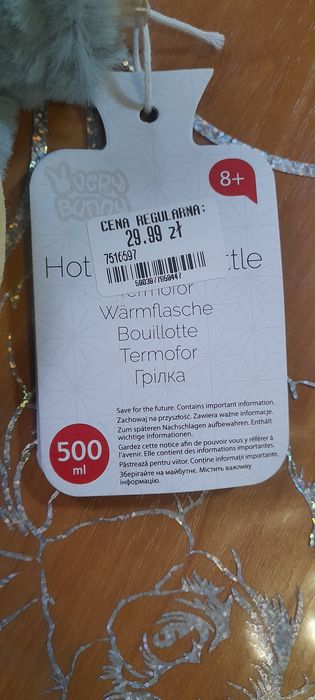 VERY
BUNNY
8+
CENA REGULARNA:
29.99 zł
7516597
Hot ttle
Termofor
Wärmflasche
Bouillotte
Termofor
Грілка
Save for the future. Contains important information.
Zachowaj na przyszłość. Zawiera ważne informacje.
Zum späteren Nachschlagen aufbewahren. Enthält
wichtige Informationen.
Gardez cette notice afin de pouvoir vous y référer à
l'avenir. Elle contient des informations importantes.
Păstrează pentru viitor. Conține informații importante.
Зберігайте на майбутнє. Містить важливу
інформацію.
500
ml